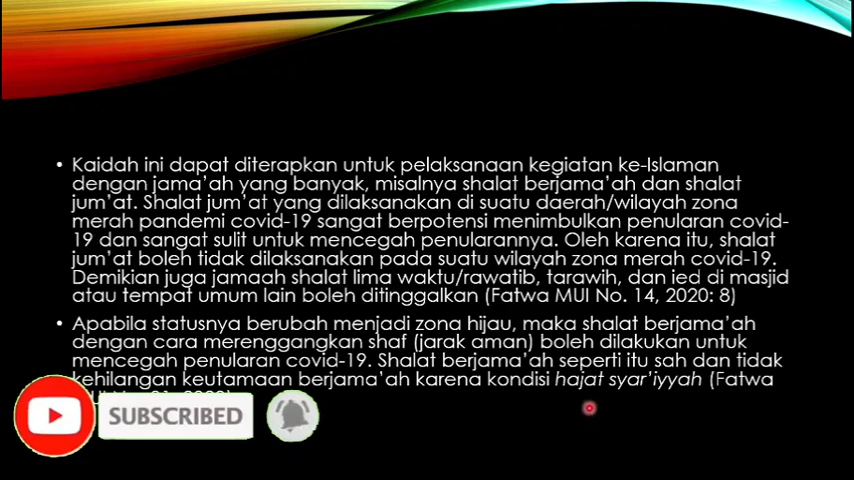 • Kaidah ini dapat diterapkan untuk pelaksanaan kegiatan ke-Islaman
dengan jama'ah yang banyak, misalnya shalat berjama'ah dan shalat
jum'at. Shalat jum'at yang dilaksanakan di suatu daerah/wilayah zona
merah pandemi covid-19 sangat berpotensi menimbulkan penularan covid-
19 dan sangat sulit untuk mencegah penularannya. Oleh karena itu, shalat
jum'at boleh tidak dilaksanakan pada suatu wilayah zona merah covid-19.
Demikian juga jamaah shalat lima waktu/rawatib, tarawih, dan ied di masjid
atau tempat umum lain boleh ditinggalkan (Fatwa MUI No. 14, 2020: 8)
• Apabila statusnya berubah menjadi zona hijau, maka shalat berjama'ah
dengan cara merenggangkan shaf (jarak aman) boleh dilakukan untuk
mencegah penularan covid-19. Shalat berjama'ah seperti itu sah dan tidak
kehilangan keutamaan berjama'ah karena kondisi hajat syar'iyyah (Fatwa
SUBSCRIBED